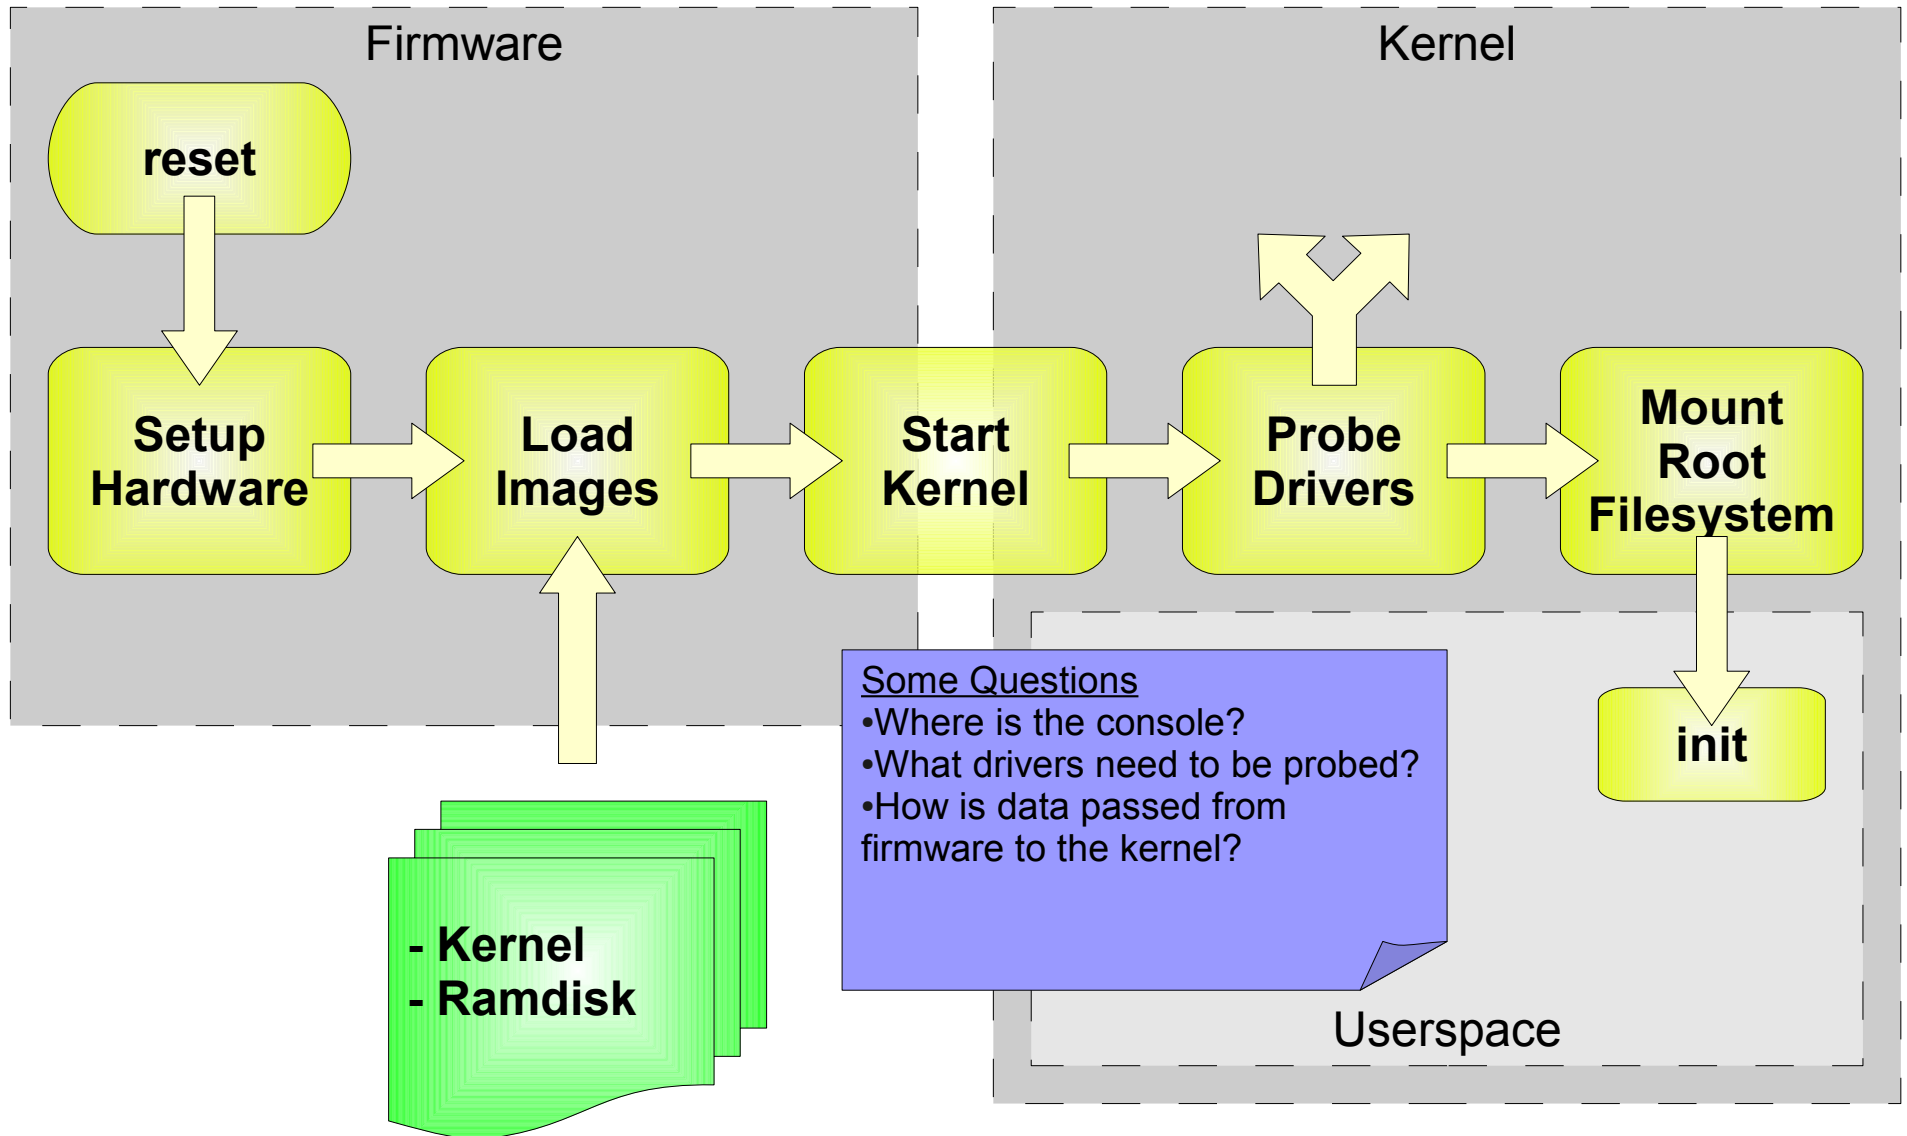 Firmware
Kernel
reset
Setup
Hardware
Load
Images
Start
Kernel
Probe
Drivers
Mount
Root
Filesystem
Some Questions
•Where is the console?
•What drivers need to be probed?
•How is data passed from
firmware to the kernel?
init
- Kernel
- Ramdisk
Userspace